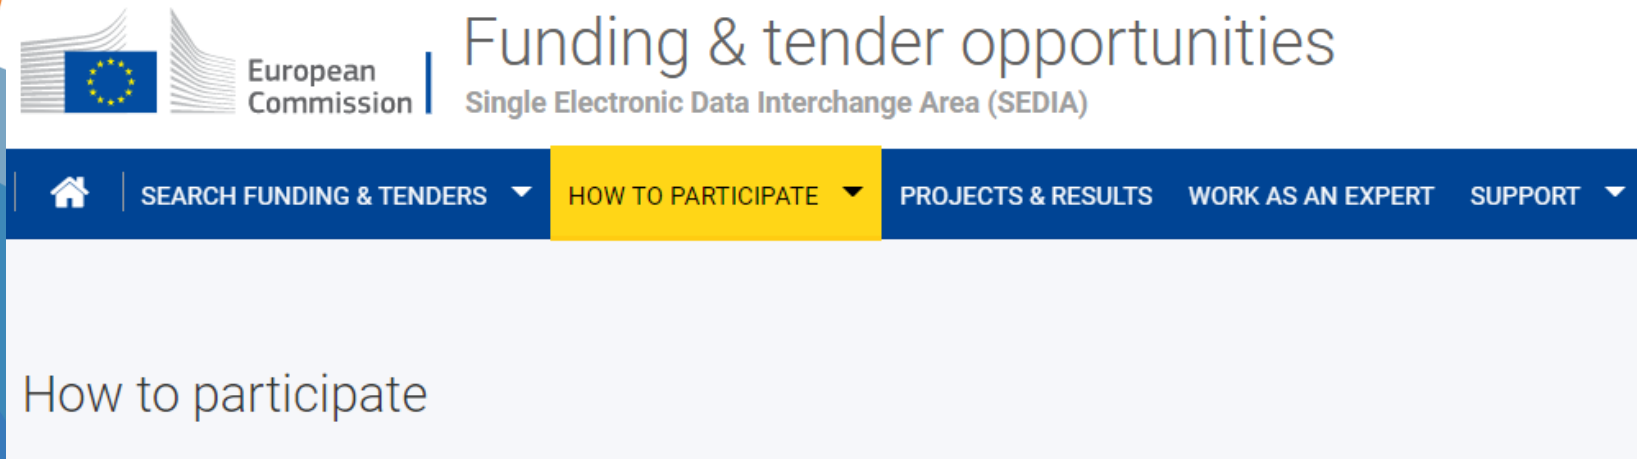 European
Commission
Funding & tender opportunities
Single Electronic Data Interchange Area (SEDIA)
SEARCH FUNDING & TENDERS HOW TO PARTICIPATE PROJECTS & RESULTS WORK AS AN EXPERT SUPPORT
How to participate